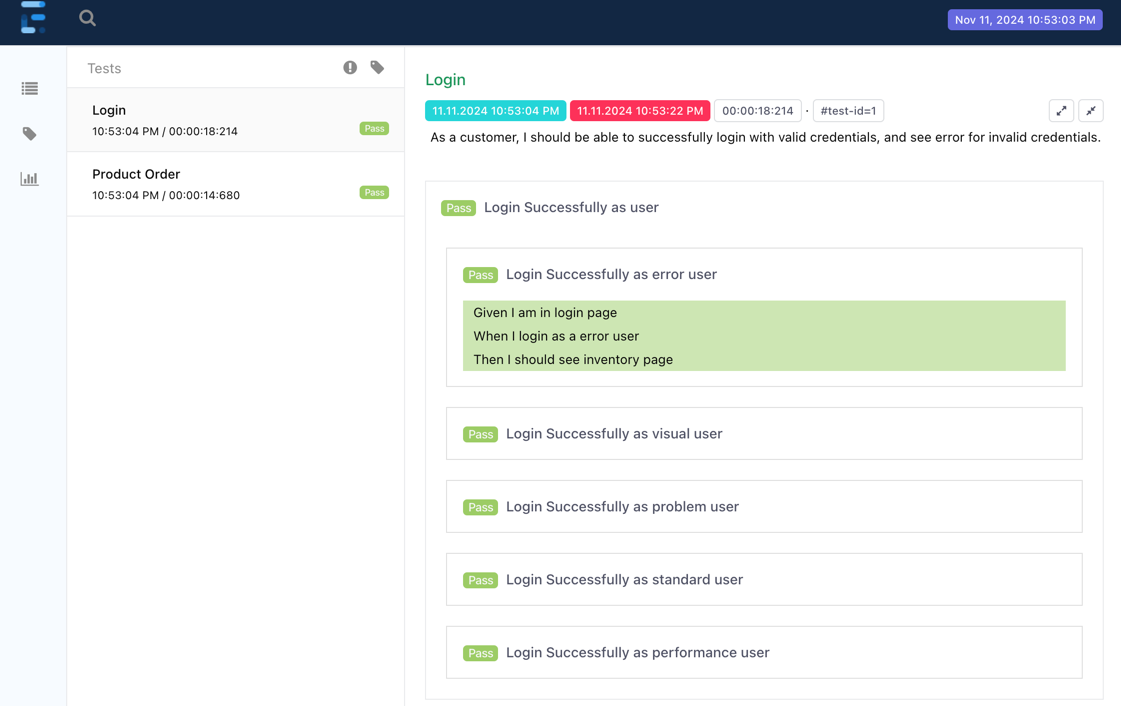 Nov 11, 2024 10:53:03 PM
Tests
Login
10:53:04 PM / 00:00:18:214
Pass
Product Order
10:53:04 PM / 00:00:14:680
Pass
Login
11.11.2024 10:53:04 PM 11.11.2024 10:53:22 PM 00:00:18:214 · #test-id=1
As a customer, I should be able to successfully login with valid credentials, and see error for invalid credentials.
Pass Login Successfully as user
Pass Login Successfully as error user
Given I am in login page
When I login as a error user
Then I should see inventory page
Pass Login Successfully as visual user
Pass Login Successfully as problem user
Pass Login Successfully as standard user
Pass Login Successfully as performance user